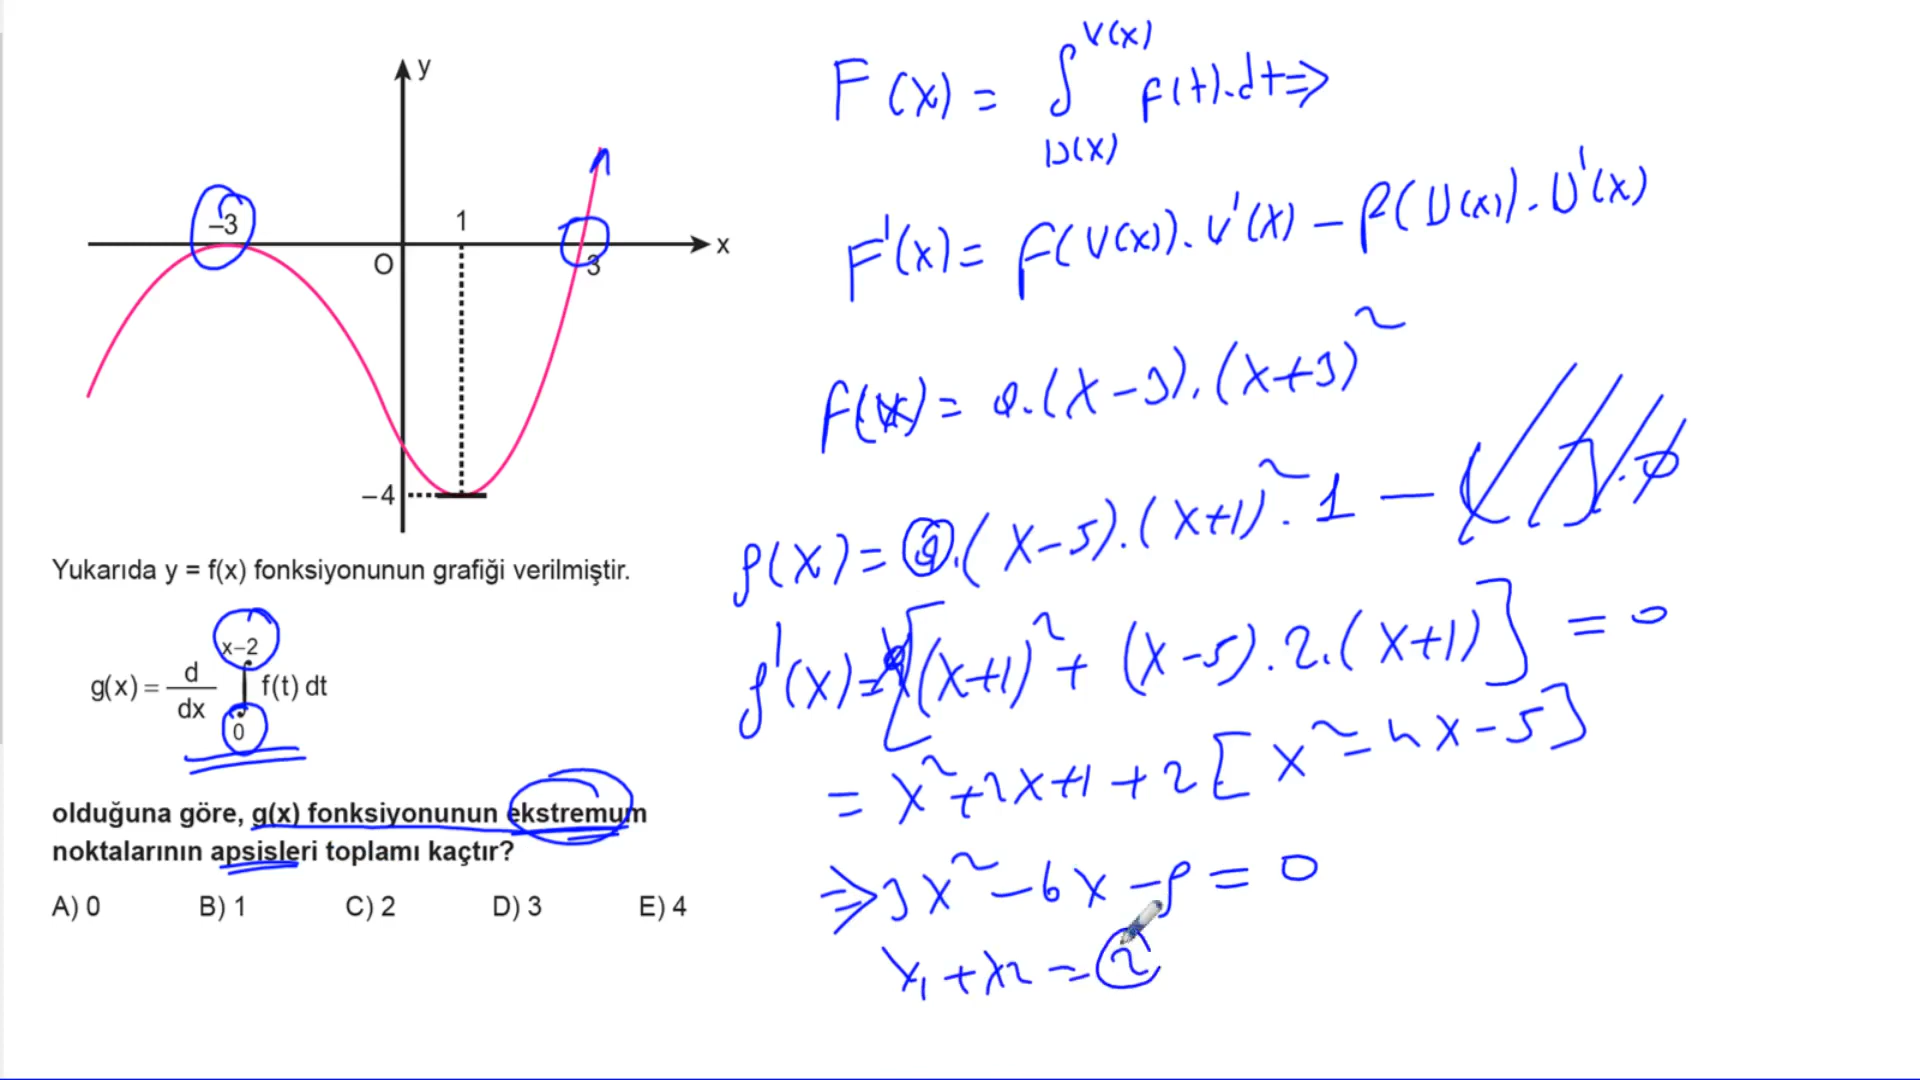 y
-3
1
O
3
x
-4
Yukarıda y = f(x) fonksiyonunun grafiği verilmiştir.
g(x) = d/dx ∫₀^(x-2) f(t) dt
olduğuna göre, g(x) fonksiyonunun ekstremum
noktalarının apsisleri toplamı kaçtır?
A) 0 B) 1 C) 2 D) 3 E) 4
F(x) = ∫_(U(x))^(V(x)) f(t).dt ⇒
F'(x) = f(V(x)).V'(x) - f(U(x)).U'(x)
f(x) = a.(x-3).(x+3)²
g(x) = a.(x-5).(x+1)².1 -
g'(x) = a[(x+1)² + (x-5).2.(x+1)] = 0
= x²+2x+1+2[x²-4x-5]
⇒ 3x²-6x-9 = 0
x₁+x₂ = 2